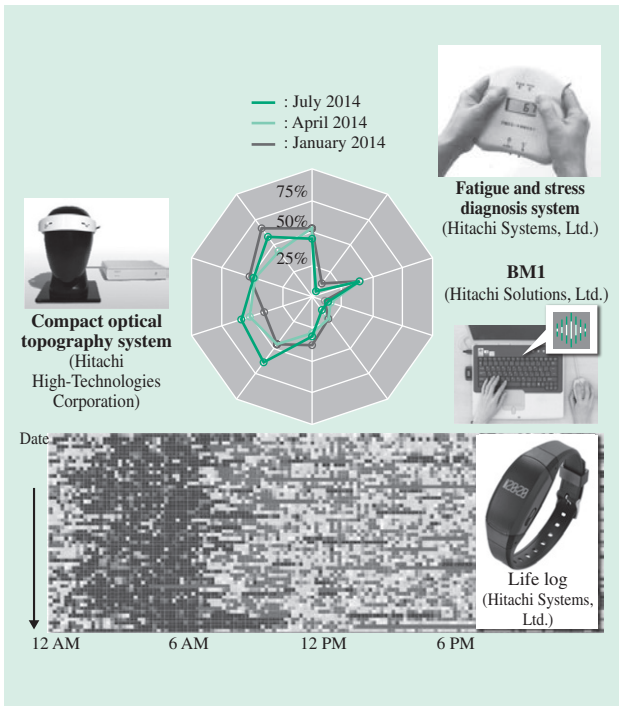 : July 2014
: April 2014
: January 2014
75%
50%
25%
Fatigue and stress
diagnosis system
(Hitachi Systems, Ltd.)
BM1
(Hitachi Solutions, Ltd.)
Compact optical
topography system
(Hitachi
High-Technologies
Corporation)
Date
Life log
(Hitachi Systems,
Ltd.)
12 AM
6 AM
12 PM
6 PM